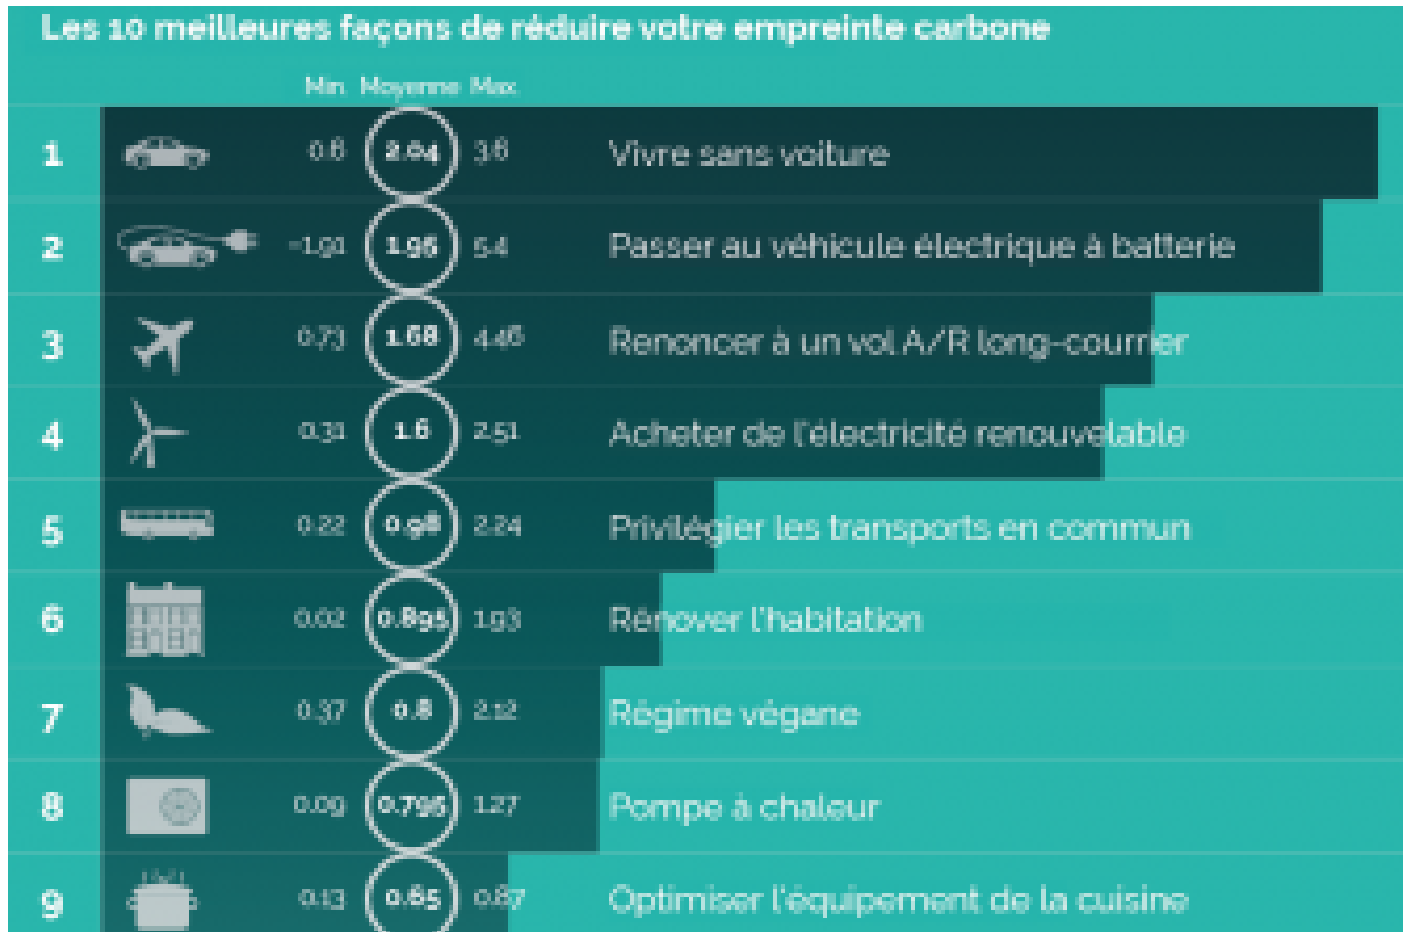 Les 10 meilleures façons de réduire votre empreinte carbone
Min. Moyenne Max.
1 0.6 2.04 3.6 Vivre sans voiture
2 -1.91 1.95 5.4 Passer au véhicule électrique à batterie
3 0.73 1.68 4.46 Renoncer à un vol A/R long-courrier
4 0.31 1.6 2.51 Acheter de l'électricité renouvelable
5 0.22 0.98 2.24 Privilégier les transports en commun
6 0.02 0.895 1.93 Rénover l'habitation
7 0.37 0.8 2.12 Régime végane
8 0.09 0.795 1.27 Pompe à chaleur
9 0.13 0.65 0.87 Optimiser l'équipement de la cuisine